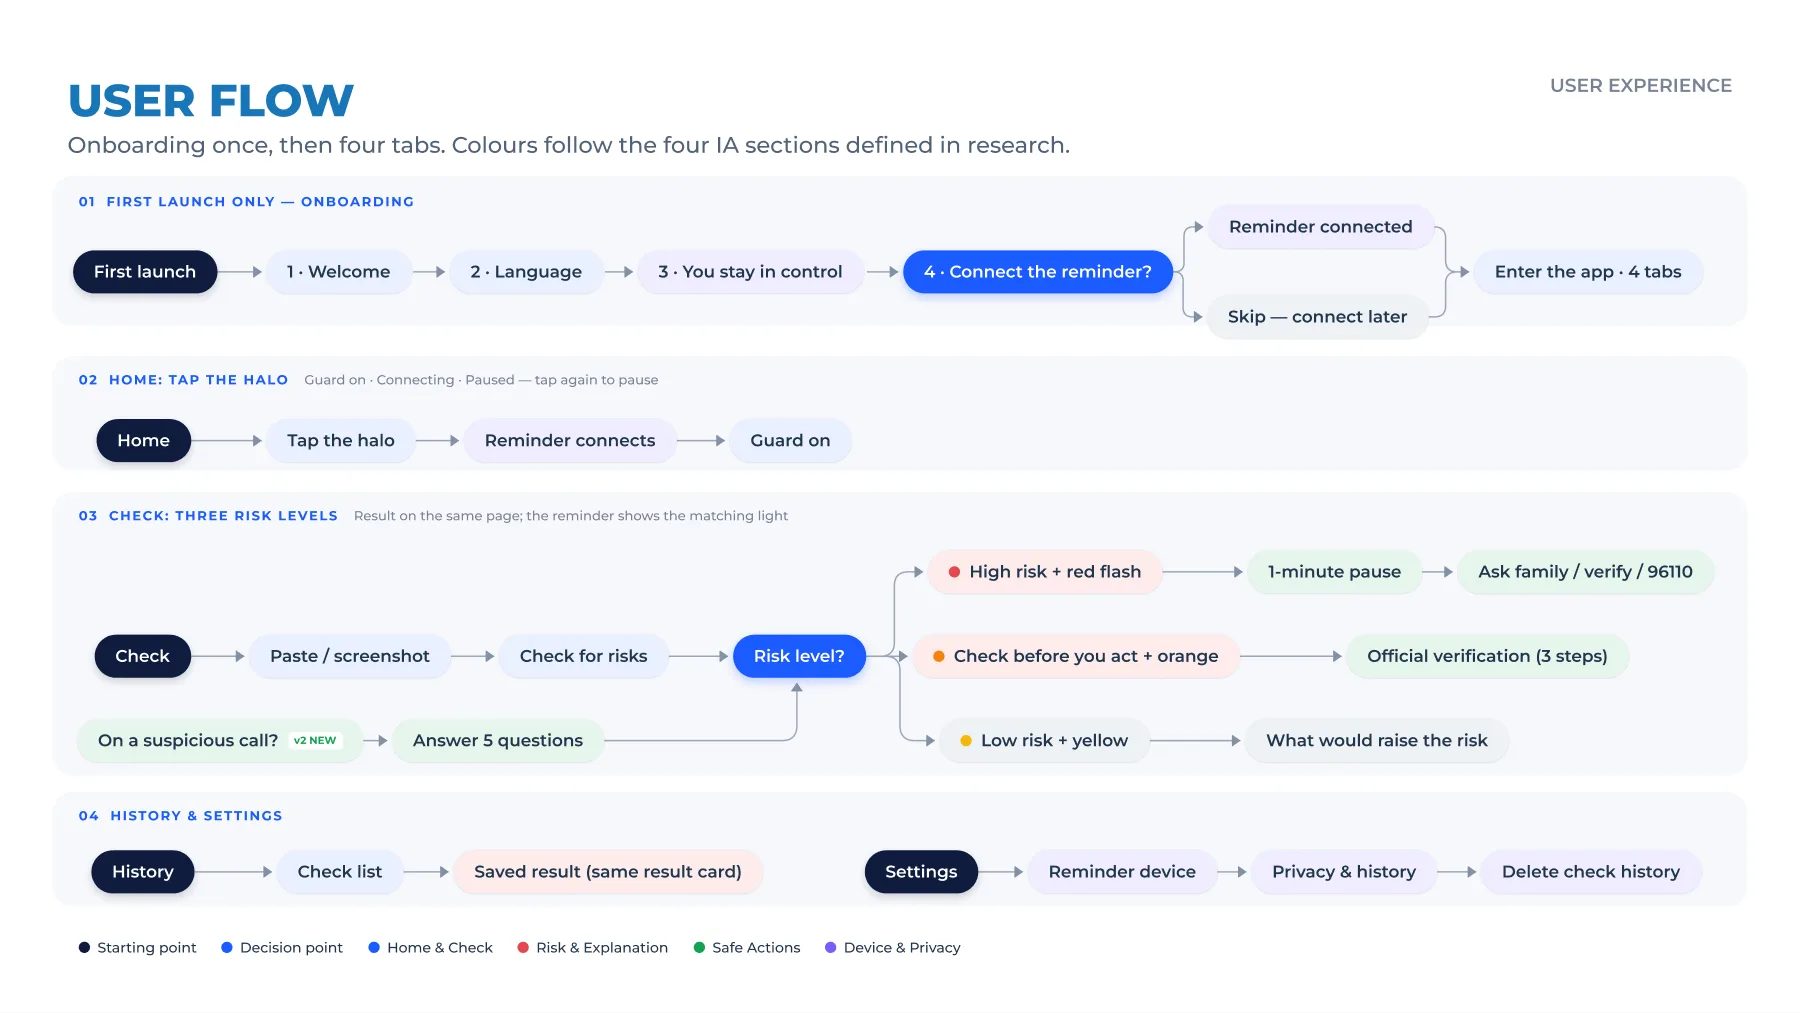 USER FLOW
USER EXPERIENCE
Onboarding once, then four tabs. Colours follow the four IA sections defined in research.
01 FIRST LAUNCH ONLY — ONBOARDING
First launch
1 · Welcome
2 · Language
3 · You stay in control
4 · Connect the reminder?
Reminder connected
Skip — connect later
Enter the app · 4 tabs
02 HOME: TAP THE HALO Guard on · Connecting · Paused — tap again to pause
Home
Tap the halo
Reminder connects
Guard on
03 CHECK: THREE RISK LEVELS Result on the same page; the reminder shows the matching light
High risk + red flash
1-minute pause
Ask family / verify / 96110
Check
Paste / screenshot
Check for risks
Risk level?
Check before you act + orange
Official verification (3 steps)
On a suspicious call? v2 NEW
Answer 5 questions
Low risk + yellow
What would raise the risk
04 HISTORY & SETTINGS
History
Check list
Saved result (same result card)
Settings
Reminder device
Privacy & history
Delete check history
Starting point
Decision point
Home & Check
Risk & Explanation
Safe Actions
Device & Privacy